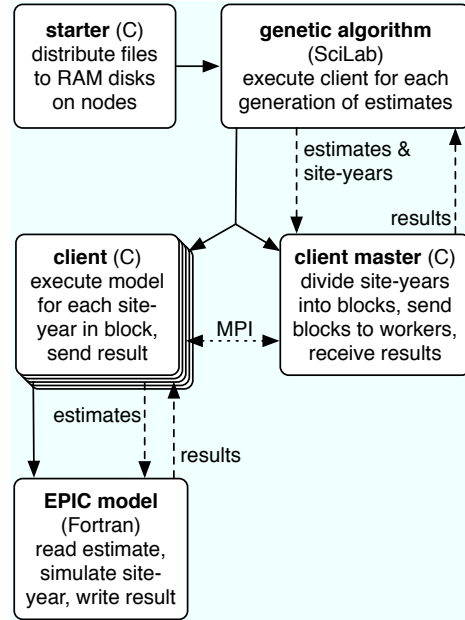 starter (C)
distribute files
to RAM disks
on nodes
genetic algorithm
(SciLab)
execute client for each
generation of estimates
estimates &
site-years
results
client (C)
execute model
for each site-
year in block,
send result
MPI
client master (C)
divide site-years
into blocks, send
blocks to workers,
receive results
estimates
results
EPIC model
(Fortran)
read estimate,
simulate site-
year, write result